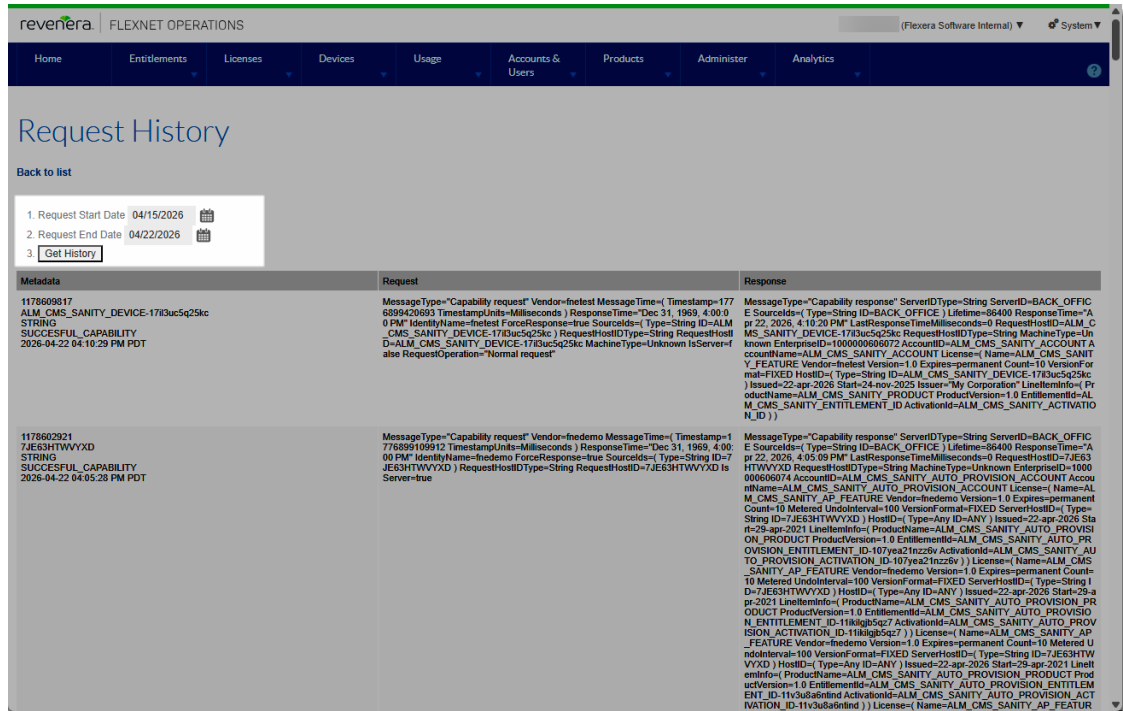 revenera. FLEXNET OPERATIONS
(Flexera Software Internal) ▼ System ▼
Home Entitlements Licenses Devices Usage Accounts & Users Products Administer Analytics
?
Request History
Back to list
1. Request Start Date 04/15/2026
2. Request End Date 04/22/2026
3. Get History
Metadata Request Response
1178609817
ALM_CMS_SANITY_DEVICE-17il3uc5q25kc
STRING
SUCCESFUL_CAPABILITY
2026-04-22 04:10:29 PM PDT
MessageType="Capability request" Vendor=fnetest MessageTime=( Timestamp=177
6899420693 TimestampUnits=Milliseconds ) ResponseTime="Dec 31, 1969, 4:00:0
0 PM" IdentityName=fnetest ForceResponse=true SourceIds=( Type=String ID=ALM
_CMS_SANITY_DEVICE-17il3uc5q25kc ) RequestHostIDType=String RequestHostI
D=ALM_CMS_SANITY_DEVICE-17il3uc5q25kc MachineType=Unknown IsServer=f
alse RequestOperation="Normal request"
MessageType="Capability response" ServerIDType=String ServerID=BACK_OFFIC
E SourceIds=( Type=String ID=BACK_OFFICE ) Lifetime=86400 ResponseTime="A
pr 22, 2026, 4:10:20 PM" LastResponseTimeMilliseconds=0 RequestHostID=ALM_C
MS_SANITY_DEVICE-17il3uc5q25kc RequestHostIDType=String MachineType=Un
known EnterpriseID=1000000606072 AccountID=ALM_CMS_SANITY_ACCOUNT A
ccountName=ALM_CMS_SANITY_ACCOUNT License=( Name=ALM_CMS_SANIT
Y_FEATURE Vendor=fnetest Version=1.0 Expires=permanent Count=10 VersionFor
mat=FIXED HostID=( Type=String ID=ALM_CMS_SANITY_DEVICE-17il3uc5q25kc
) Issued=22-apr-2026 Start=24-nov-2025 Issuer="My Corporation" LineItemInfo=( Pr
oductName=ALM_CMS_SANITY_PRODUCT ProductVersion=1.0 EntitlementId=AL
M_CMS_SANITY_ENTITLEMENT_ID ActivationId=ALM_CMS_SANITY_ACTIVATIO
N_ID ) )
1178602921
7JE63HTWVYXD
STRING
SUCCESFUL_CAPABILITY
2026-04-22 04:05:28 PM PDT
MessageType="Capability request" Vendor=fnedemo MessageTime=( Timestamp=1
776899109912 TimestampUnits=Milliseconds ) ResponseTime="Dec 31, 1969, 4:00:
00 PM" IdentityName=fnedemo ForceResponse=true SourceIds=( Type=String ID=7
JE63HTWVYXD ) RequestHostIDType=String RequestHostID=7JE63HTWVYXD Is
Server=true
MessageType="Capability response" ServerIDType=String ServerID=BACK_OFFIC
E SourceIds=( Type=String ID=BACK_OFFICE ) Lifetime=86400 ResponseTime="A
pr 22, 2026, 4:05:09 PM" LastResponseTimeMilliseconds=0 RequestHostID=7JE63
HTWVYXD RequestHostIDType=String MachineType=Unknown EnterpriseID=1000
000606074 AccountID=ALM_CMS_SANITY_AUTO_PROVISION_ACCOUNT Accou
ntName=ALM_CMS_SANITY_AUTO_PROVISION_ACCOUNT License=( Name=AL
M_CMS_SANITY_AP_FEATURE Vendor=fnedemo Version=1.0 Expires=permanent
Count=10 Metered UndoInterval=100 VersionFormat=FIXED ServerHostID=( Type=
String ID=7JE63HTWVYXD ) HostID=( Type=Any ID=ANY ) Issued=22-apr-2026 Sta
rt=29-apr-2021 LineItemInfo=( ProductName=ALM_CMS_SANITY_AUTO_PROVISI
ON_PRODUCT ProductVersion=1.0 EntitlementId=ALM_CMS_SANITY_AUTO_PR
OVISION_ENTITLEMENT_ID-107yea21nzz6v ActivationId=ALM_CMS_SANITY_AU
TO_PROVISION_ACTIVATION_ID-107yea21nzz6v ) ) License=( Name=ALM_CMS
_SANITY_AP_FEATURE Vendor=fnedemo Version=1.0 Expires=permanent Count=
10 Metered UndoInterval=100 VersionFormat=FIXED ServerHostID=( Type=String I
D=7JE63HTWVYXD ) HostID=( Type=Any ID=ANY ) Issued=22-apr-2026 Start=29-a
pr-2021 LineItemInfo=( ProductName=ALM_CMS_SANITY_AUTO_PROVISION_PR
ODUCT ProductVersion=1.0 EntitlementId=ALM_CMS_SANITY_AUTO_PROVISIO
N_ENTITLEMENT_ID-11ikilgjb5qz7 ActivationId=ALM_CMS_SANITY_AUTO_PROV
ISION_ACTIVATION_ID-11ikilgjb5qz7 ) ) License=( Name=ALM_CMS_SANITY_AP
_FEATURE Vendor=fnedemo Version=1.0 Expires=permanent Count=10 Metered U
ndoInterval=100 VersionFormat=FIXED ServerHostID=( Type=String ID=7JE63HTW
VYXD ) HostID=( Type=Any ID=ANY ) Issued=22-apr-2026 Start=29-apr-2021 LineIt
emInfo=( ProductName=ALM_CMS_SANITY_AUTO_PROVISION_PRODUCT Prod
uctVersion=1.0 EntitlementId=ALM_CMS_SANITY_AUTO_PROVISION_ENTITLEM
ENT_ID-11v3u8a6ntind ActivationId=ALM_CMS_SANITY_AUTO_PROVISION_ACT
IVATION_ID-11v3u8a6ntind ) ) License=( Name=ALM_CMS_SANITY_AP_FEATUR